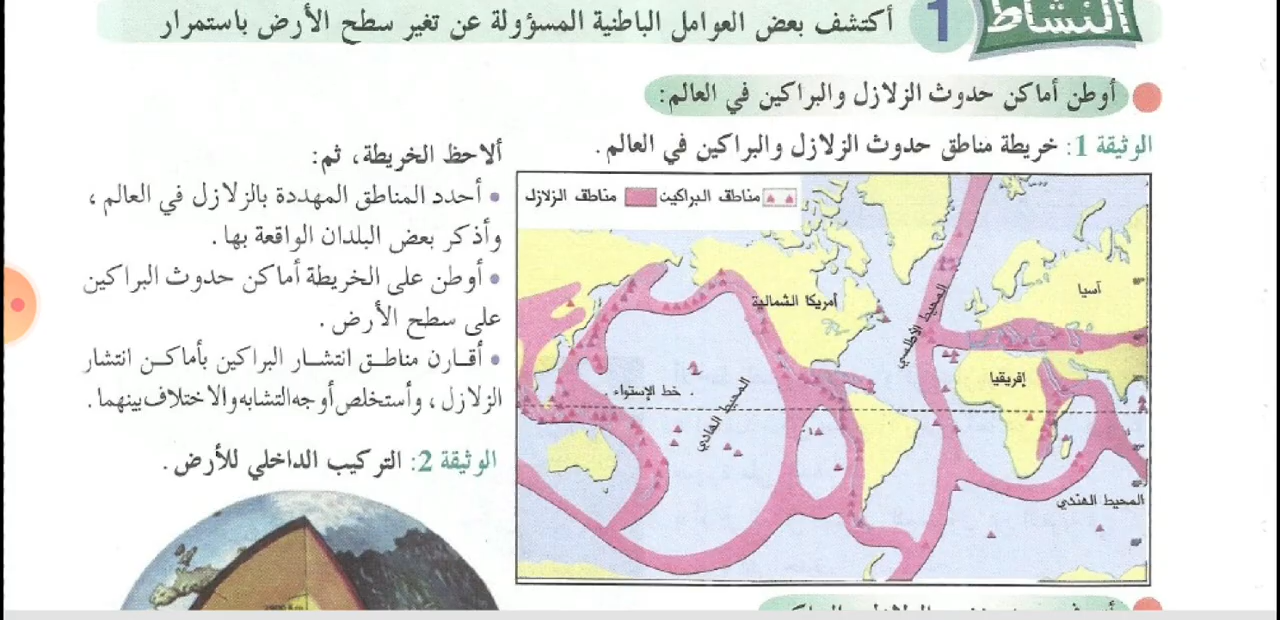 النشاط 1 أكتشف بعض العوامل الباطنية المسؤولة عن تغير سطح الأرض باستمرار
أوطن أماكن حدوث الزلازل والبراكين في العالم:
الوثيقة 1: خريطة مناطق حدوث الزلازل والبراكين في العالم.
مناطق البراكين مناطق الزلازل
أمريكا الشمالية
آسيا
المحيط الأطلسي
إفريقيا
خط الإستواء
المحيط الهادي
المحيط الهندي
ألاحظ الخريطة، ثم:
• أحدد المناطق المهددة بالزلازل في العالم،
وأذكر بعض البلدان الواقعة بها.
• أوطن على الخريطة أماكن حدوث البراكين
على سطح الأرض.
• أقارن مناطق انتشار البراكين بأماكن انتشار
الزلازل، وأستخلص أوجه التشابه والاختلاف بينهما.
الوثيقة 2: التركيب الداخلي للأرض.